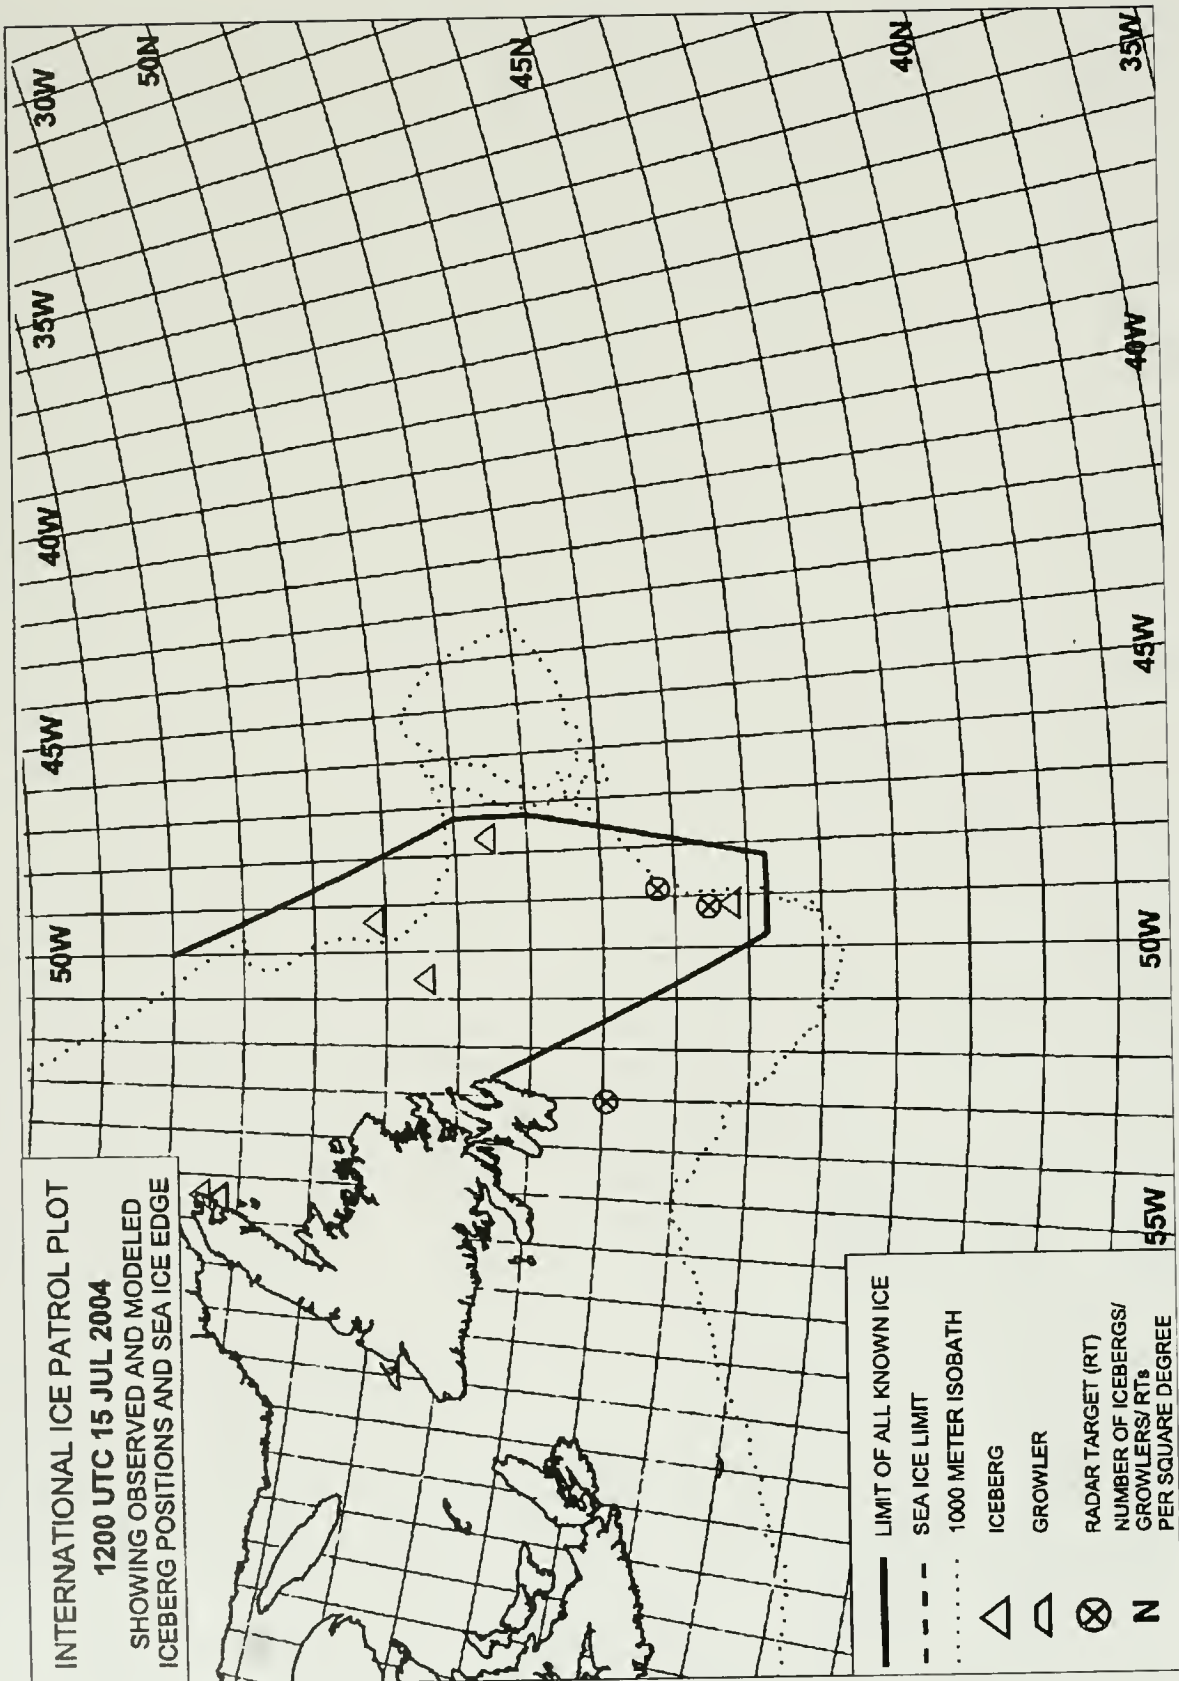 INTERNATIONAL ICE PATROL PLOT
1200 UTC 15 JUL 2004
SHOWING OBSERVED AND MODELED
ICEBERG POSITIONS AND SEA ICE EDGE
50W
45W
40W
35W
30W
50N
45N
40N
35W
40W
45W
50W
55W
LIMIT OF ALL KNOWN ICE
SEA ICE LIMIT
1000 METER ISOBATH
ICEBERG
GROWLER
RADAR TARGET (RT)
N NUMBER OF ICEBERGS/
GROWLERS/ RTs
PER SQUARE DEGREE